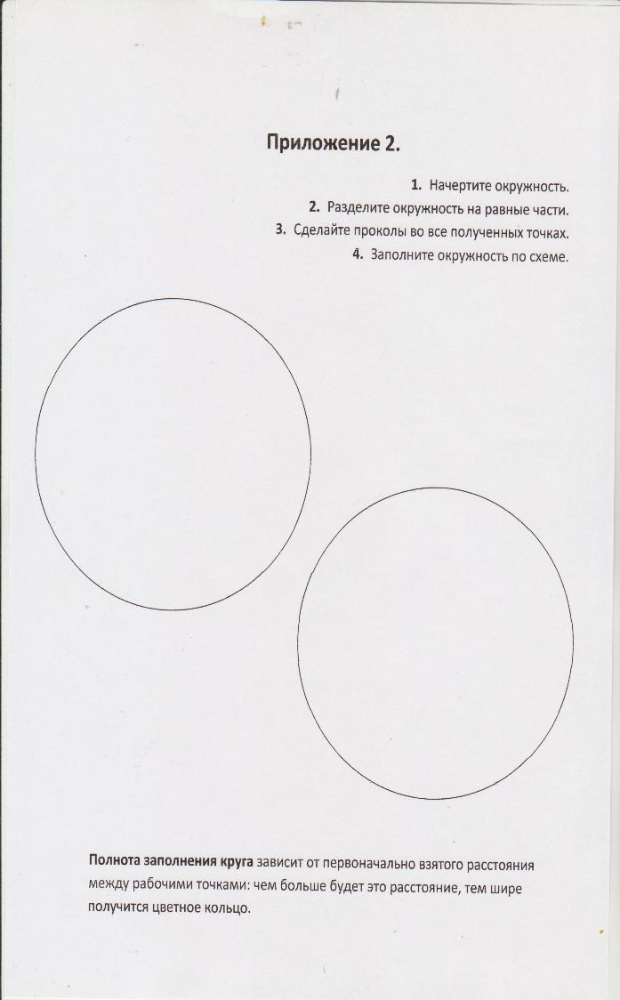 Приложение 2.
1. Начертите окружность.
2. Разделите окружность на равные части.
3. Сделайте проколы во все полученных точках.
4. Заполните окружность по схеме.
Полнота заполнения круга зависит от первоначально взятого расстояния
между рабочими точками: чем больше будет это расстояние, тем шире
получится цветное кольцо.